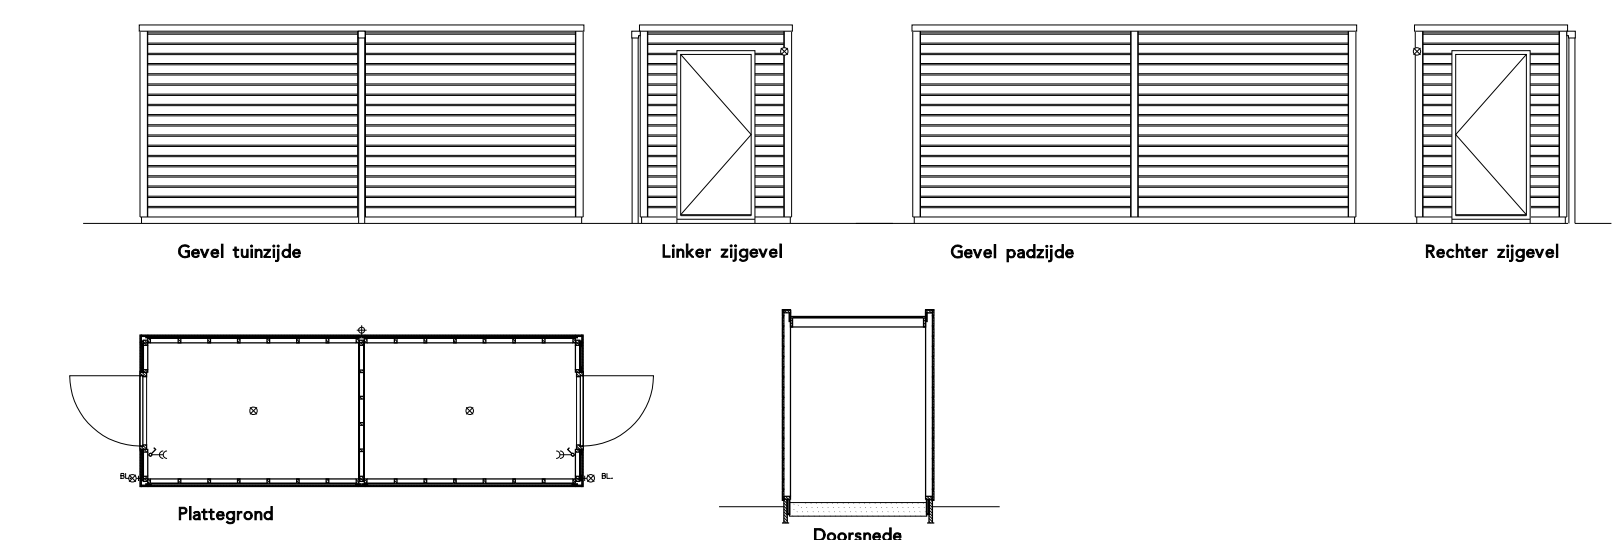 Gevel tuinzijde
Linker zijgevel
Gevel padzijde
Rechter zijgevel
BL.
BL.
Plattegrond
Doorsnede